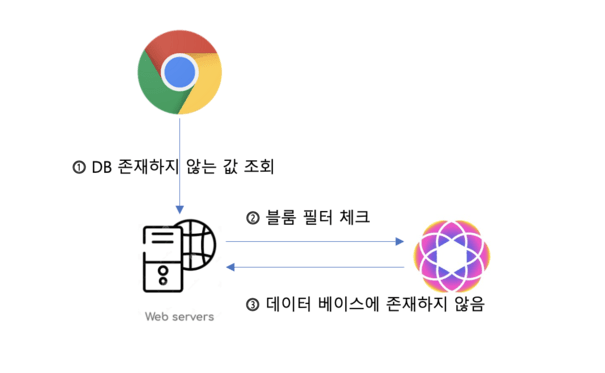 ① DB 존재하지 않는 값 조회
② 블룸 필터 체크
③ 데이터 베이스에 존재하지 않음
Web servers